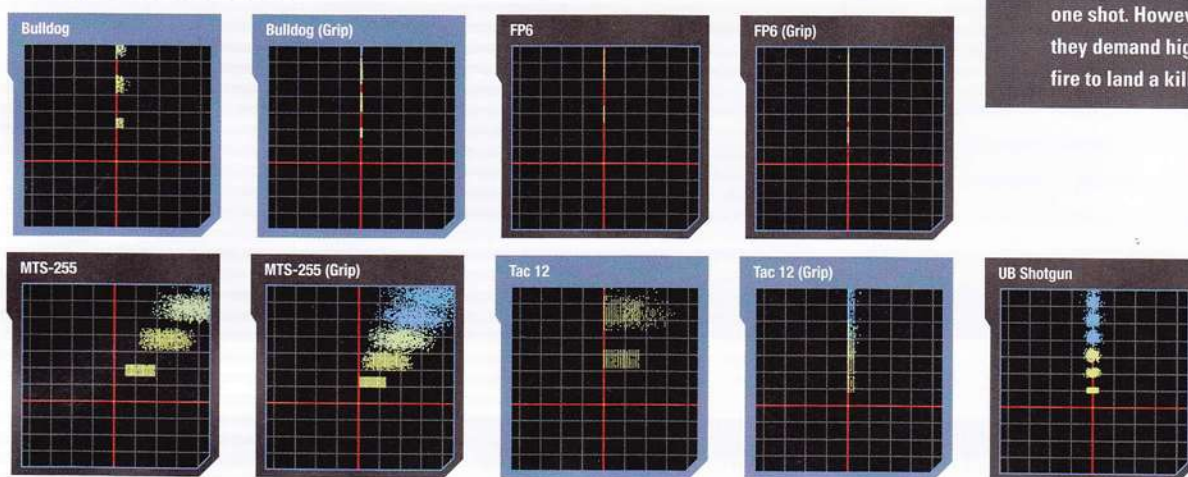 one shot. Howev
they demand hig
fire to land a kil
Bulldog
Bulldog (Grip)
FP6
FP6 (Grip)
MTS-255
MTS-255 (Grip)
Tac 12
Tac 12 (Grip)
UB Shotgun